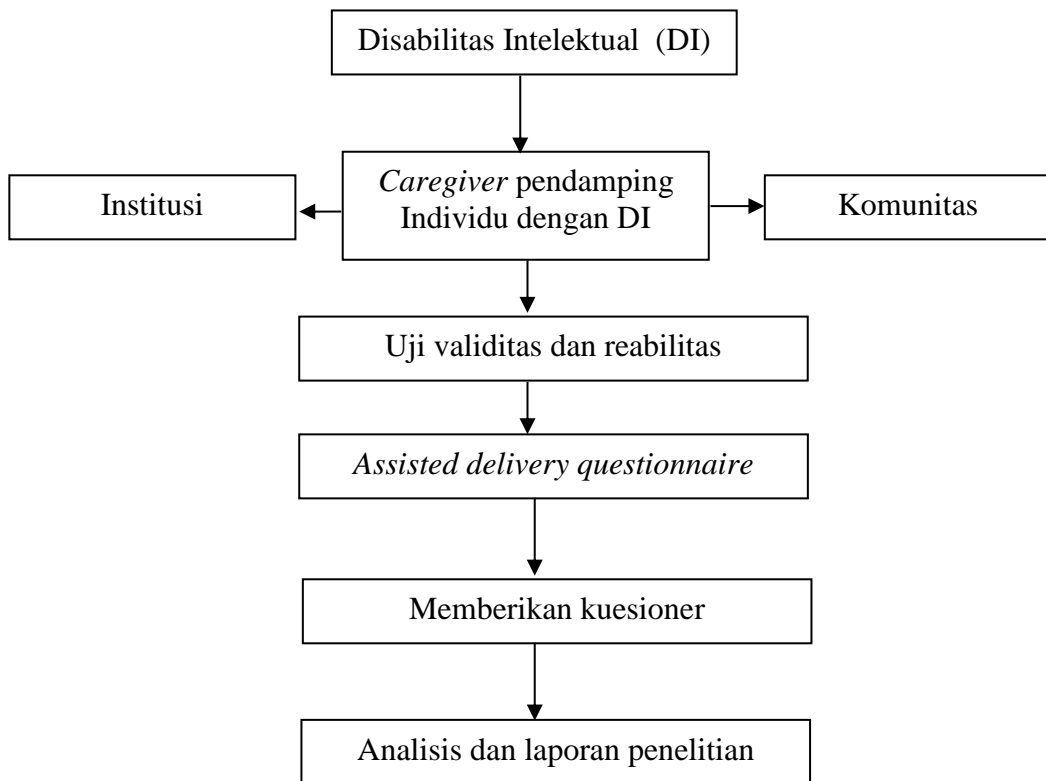 Disabilitas Intelektual (DI)
Caregiver pendamping
Individu dengan DI
Institusi
Komunitas
Uji validitas dan reabilitas
Assisted delivery questionnaire
Memberikan kuesioner
Analisis dan laporan penelitian